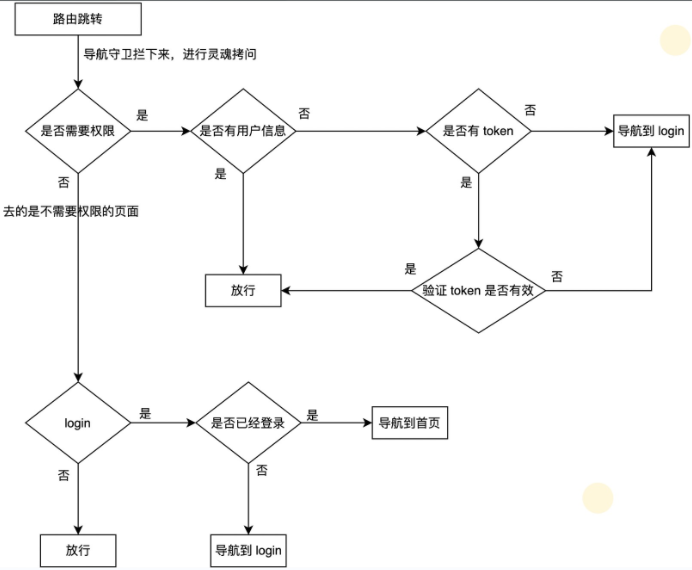 路由跳转
导航守卫拦下来，进行灵魂拷问
是否需要权限
是
是否有用户信息
否
是否有 token
否
导航到 login
否
去的是不需要权限的页面
是
是
放行
是
验证 token 是否有效
否
login
是
是否已经登录
是
导航到首页
否
否
放行
导航到 login